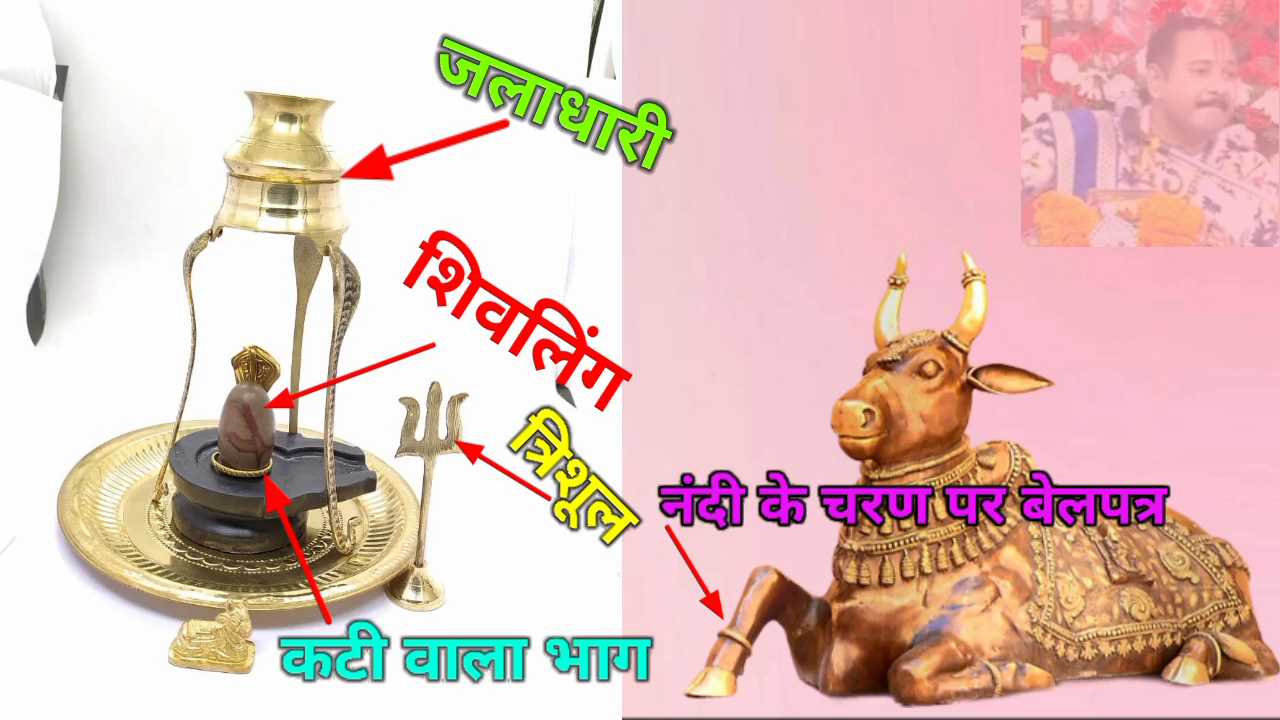 जलाधारी
शिवलिंग
त्रिशूल
नंदी के चरण पर बेलपत्र
कटी वाला भाग